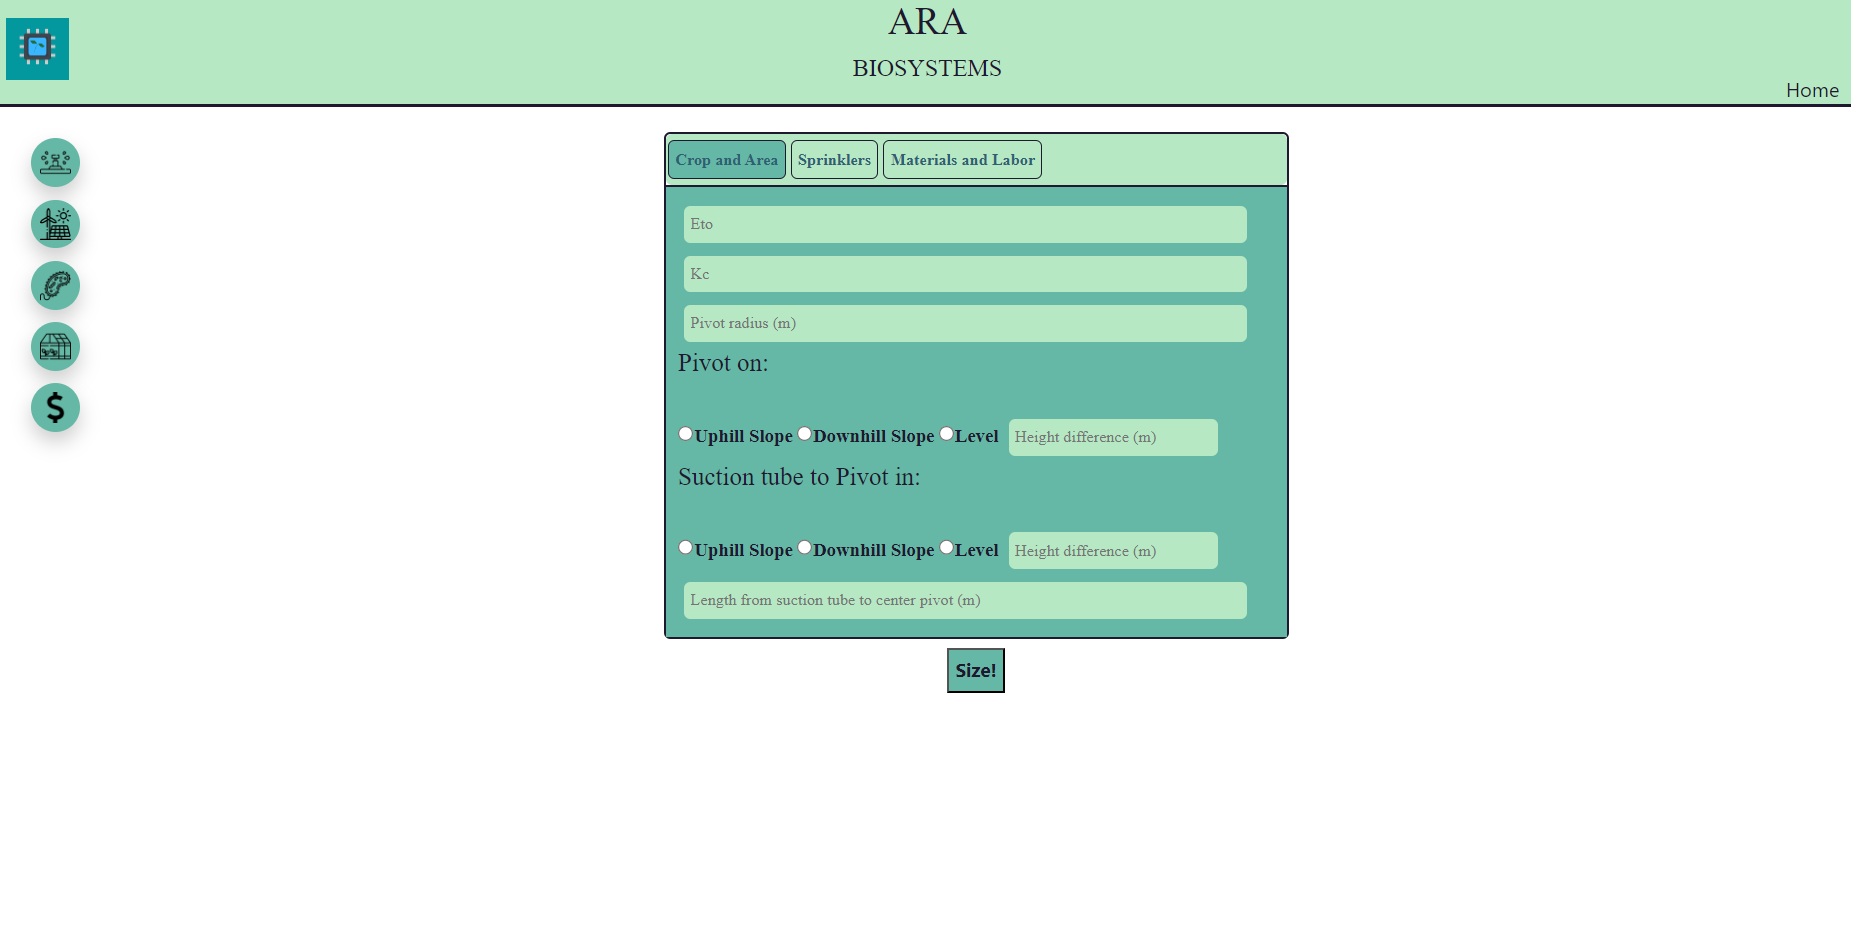 ARA
BIOSYSTEMS
Home
Crop and Area Sprinklers Materials and Labor
Eto
Kc
Pivot radius (m)
Pivot on:
Uphill Slope Downhill Slope Level Height difference (m)
Suction tube to Pivot in:
Uphill Slope Downhill Slope Level Height difference (m)
Length from suction tube to center pivot (m)
$
Size!